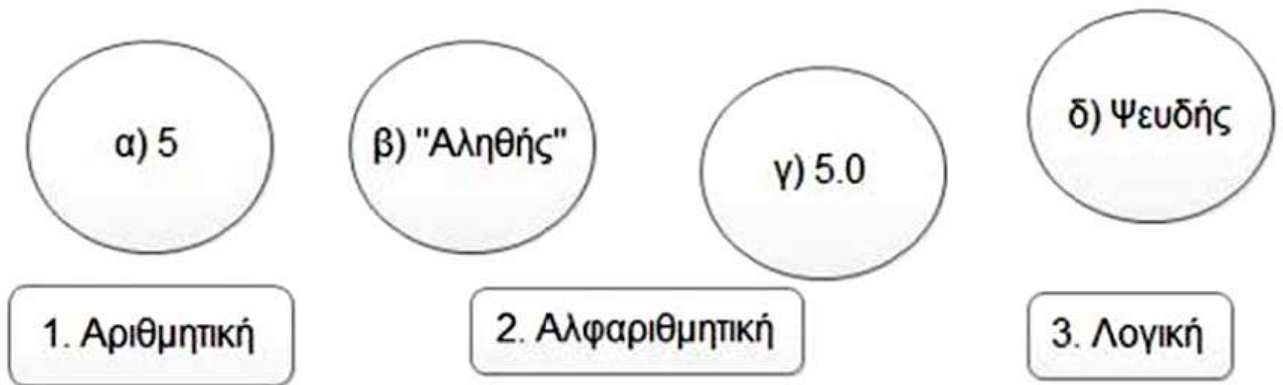 α) 5
β) "Αληθής"
γ) 5.0
δ) Ψευδής
1. Αριθμητική
2. Αλφαριθμητική
3. Λογική